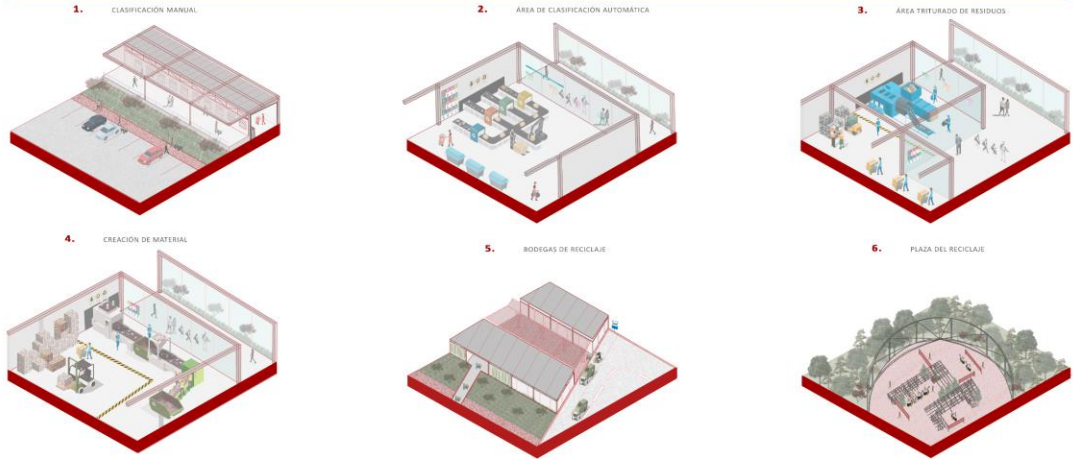 1. CLASIFICACIÓN MANUAL
2. ÁREA DE CLASIFICACIÓN AUTOMÁTICA
3. ÁREA TRITURADO DE RESIDUOS
4. CREACIÓN DE MATERIAL
5. BODEGAS DE RECICLAJE
6. PLAZA DEL RECICLAJE